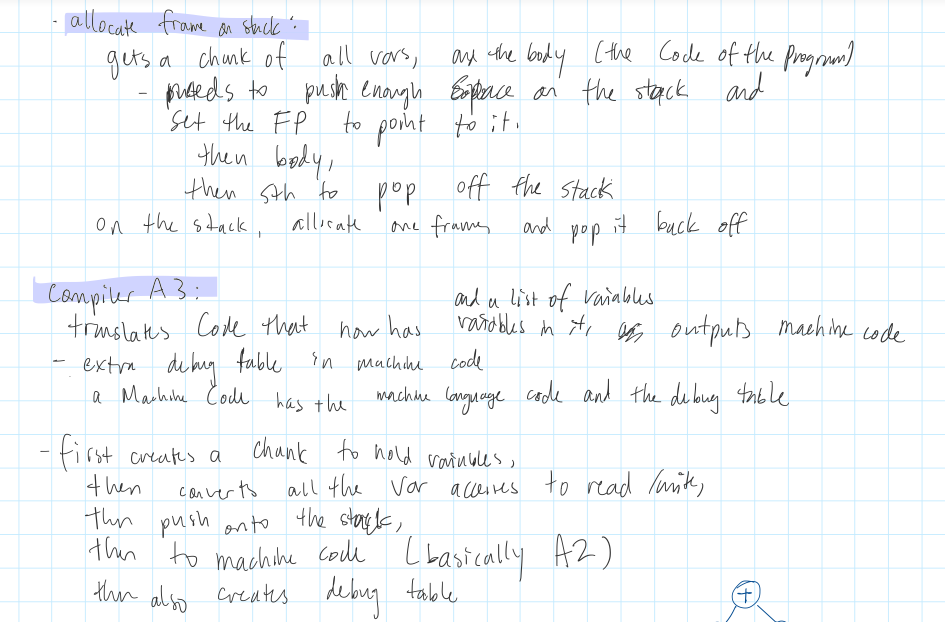 - allocate frame on stack:
gets a chunk of all vars, and the body (the Code of the program)
- needs to push enough space on the stack and
set the FP to point to it.
then body,
then sth to pop off the stack
on the stack, allocate one frame, and pop it back off
Compiler A3:
and a list of variables
translates Code that now has variables in it, outputs machine code
- extra debug table in machine code
a Machine Code has the machine language code and the debug table
- first creates a chunk to hold variables,
then converts all the Var accesses to read/write,
then push onto the stack,
then to machine code (basically A2)
then also creates debug table
+